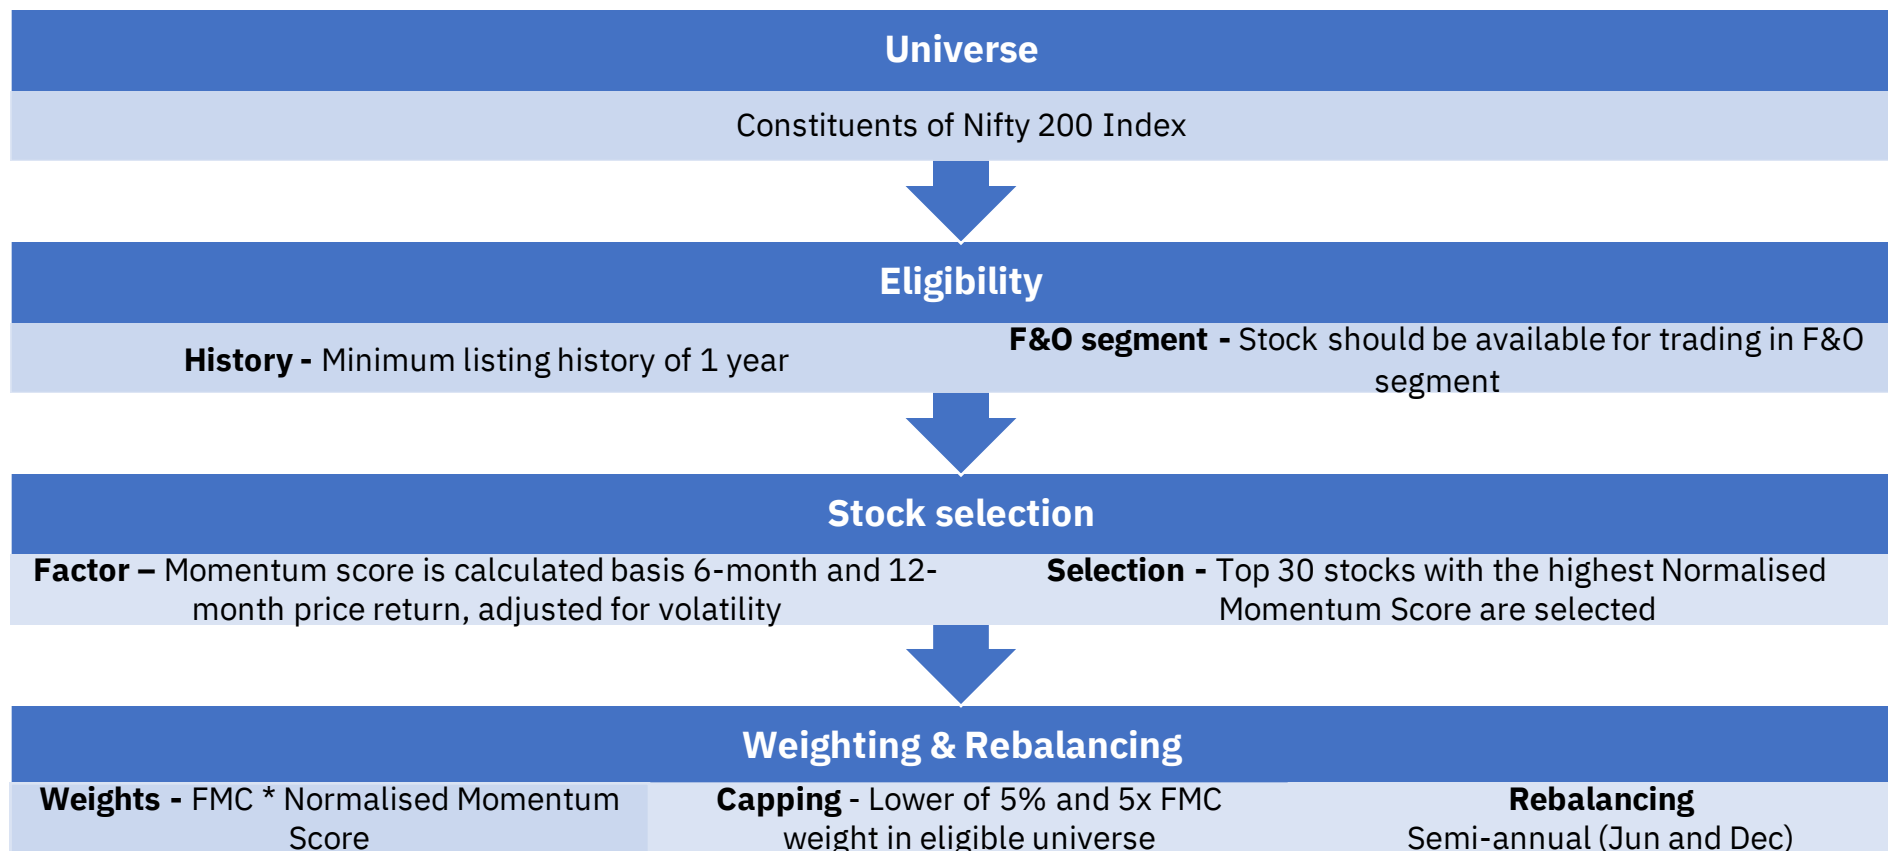 Universe
Constituents of Nifty 200 Index
Eligibility
History - Minimum listing history of 1 year
F&O segment - Stock should be available for trading in F&O
segment
Stock selection
Factor – Momentum score is calculated basis 6-month and 12-
month price return, adjusted for volatility
Selection - Top 30 stocks with the highest Normalised
Momentum Score are selected
Weighting & Rebalancing
Weights - FMC * Normalised Momentum
Score
Capping - Lower of 5% and 5x FMC
weight in eligible universe
Rebalancing
Semi-annual (Jun and Dec)